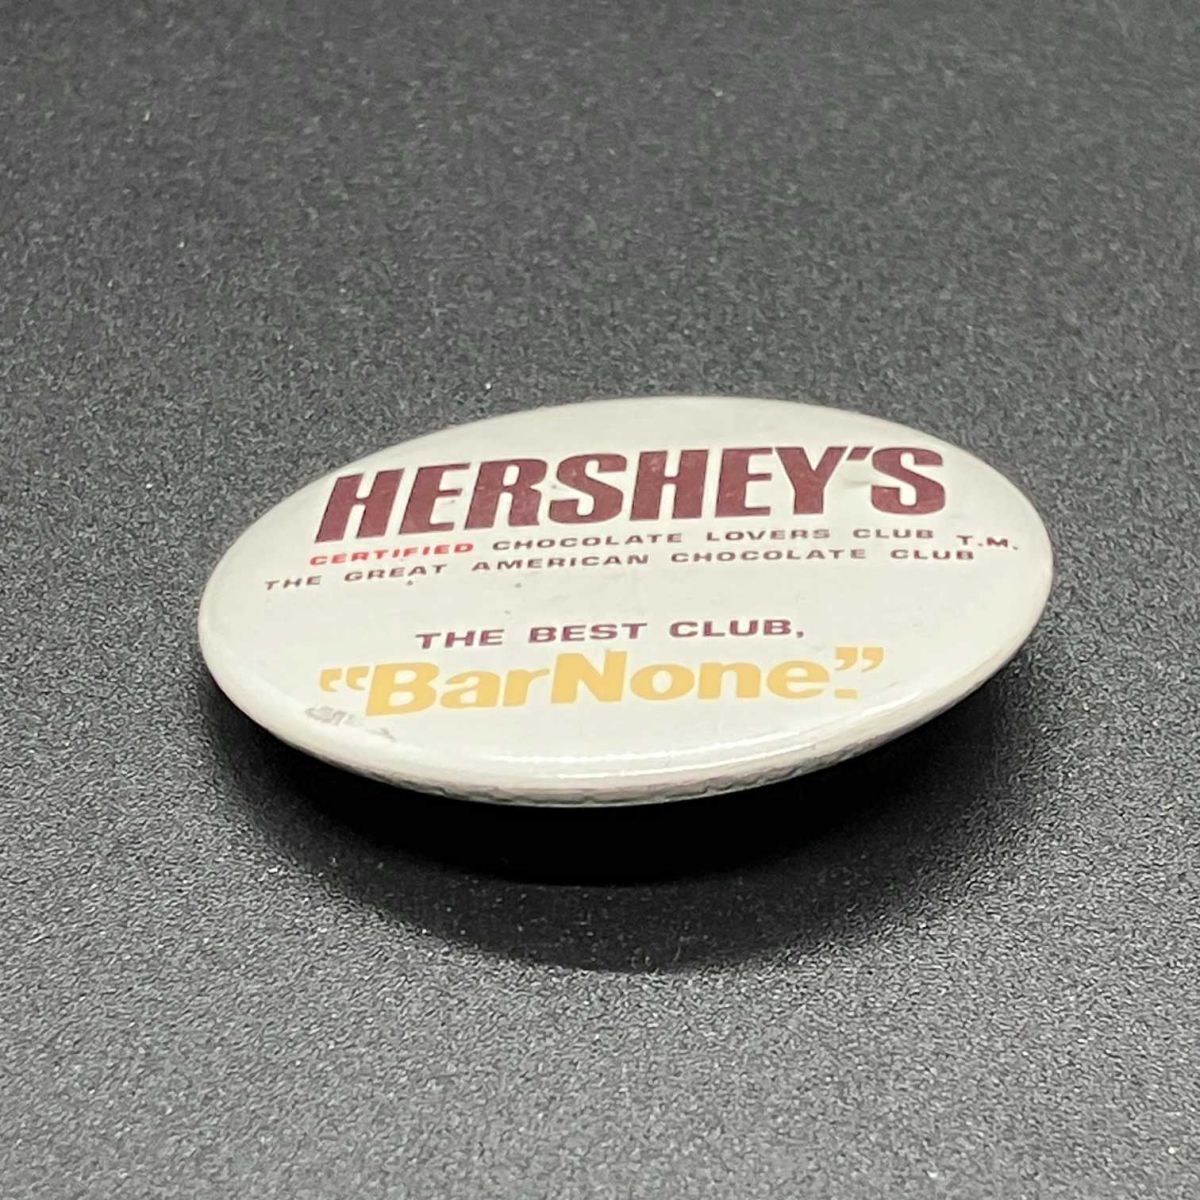 HERSHEY'S
CERTIFIED CHOCOLATE LOVERS CLUB T.M.
THE GREAT AMERICAN CHOCOLATE CLUB
THE BEST CLUB,
"BarNone."